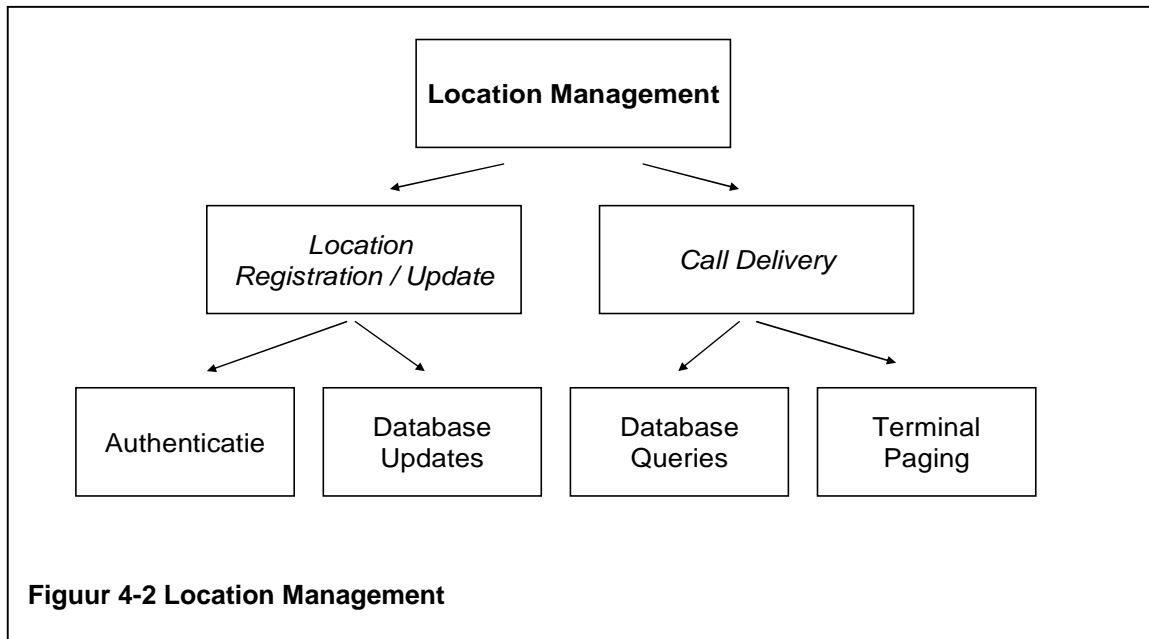 Location Management
Location
Registration / Update
Call Delivery
Authenticatie
Database
Updates
Database
Queries
Terminal
Paging
Figuur 4-2 Location Management